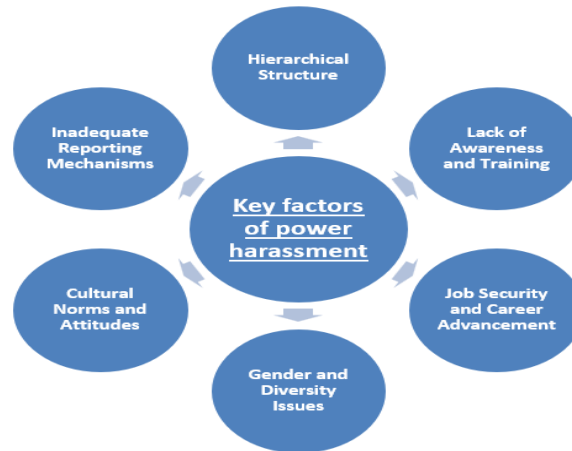 Hierarchical
Structure
Inadequate
Reporting
Mechanisms
Lack of
Awareness
and Training
Key factors
of power
harassment
Cultural
Norms and
Attitudes
Job Security
and Career
Advancement
Gender and
Diversity
Issues